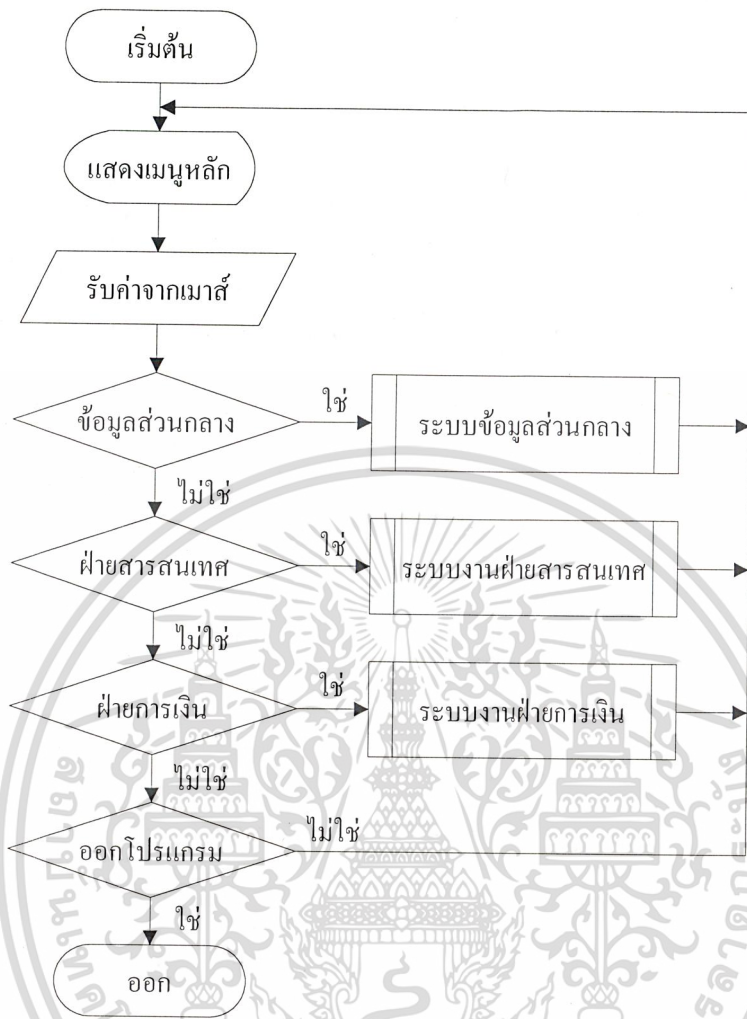 เริ่มต้น
แสดงเมนูหลัก
รับค่าจากเมาส์
ข้อมูลส่วนกลาง
ใช่
ระบบข้อมูลส่วนกลาง
ไม่ใช่
ฝ่ายสารสนเทศ
ใช่
ระบบงานฝ่ายสารสนเทศ
ไม่ใช่
ฝ่ายการเงิน
ใช่
ระบบงานฝ่ายการเงิน
ไม่ใช่
ออกโปรแกรม
ไม่ใช่
ใช่
ออก